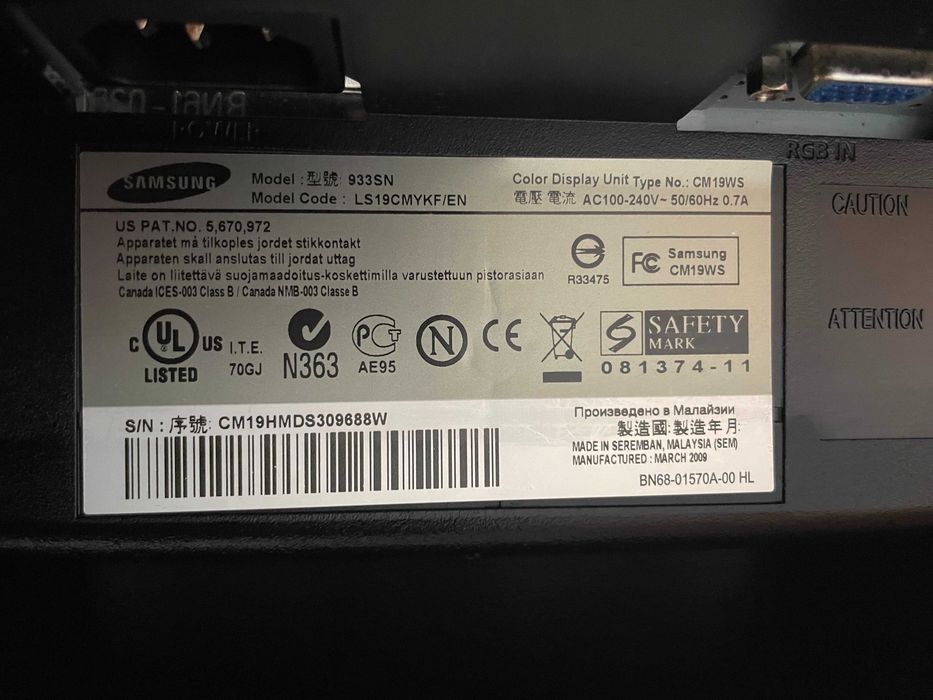 POWER
RGB IN
CAUTION
ATTENTION
SAMSUNG
Model : 型號: 933SN
Model Code : LS19CMYKF/EN
Color Display Unit Type No.: CM19WS
電壓 電流 AC100-240V~ 50/60Hz 0.7A
US PAT.NO. 5,670,972
Apparatet må tilkoples jordet stikkontakt
Apparaten skall anslutas till jordat uttag
Laite on liitettävä suojamaadoitus-koskettimilla varustettuun pistorasiaan
Canada ICES-003 Class B / Canada NMB-003 Classe B
R33475
FC Samsung
CM19WS
C UL US
LISTED
I.T.E.
70GJ
N363
PCT
AE95
N
CE
S SAFETY
MARK
081374-11
S/N : 序號: CM19HMDS309688W
Произведено в Малайзии
製造國: 製造年月:
MADE IN SEREMBAN, MALAYSIA (SEM)
MANUFACTURED : MARCH 2009
BN68-01570A-00 HL